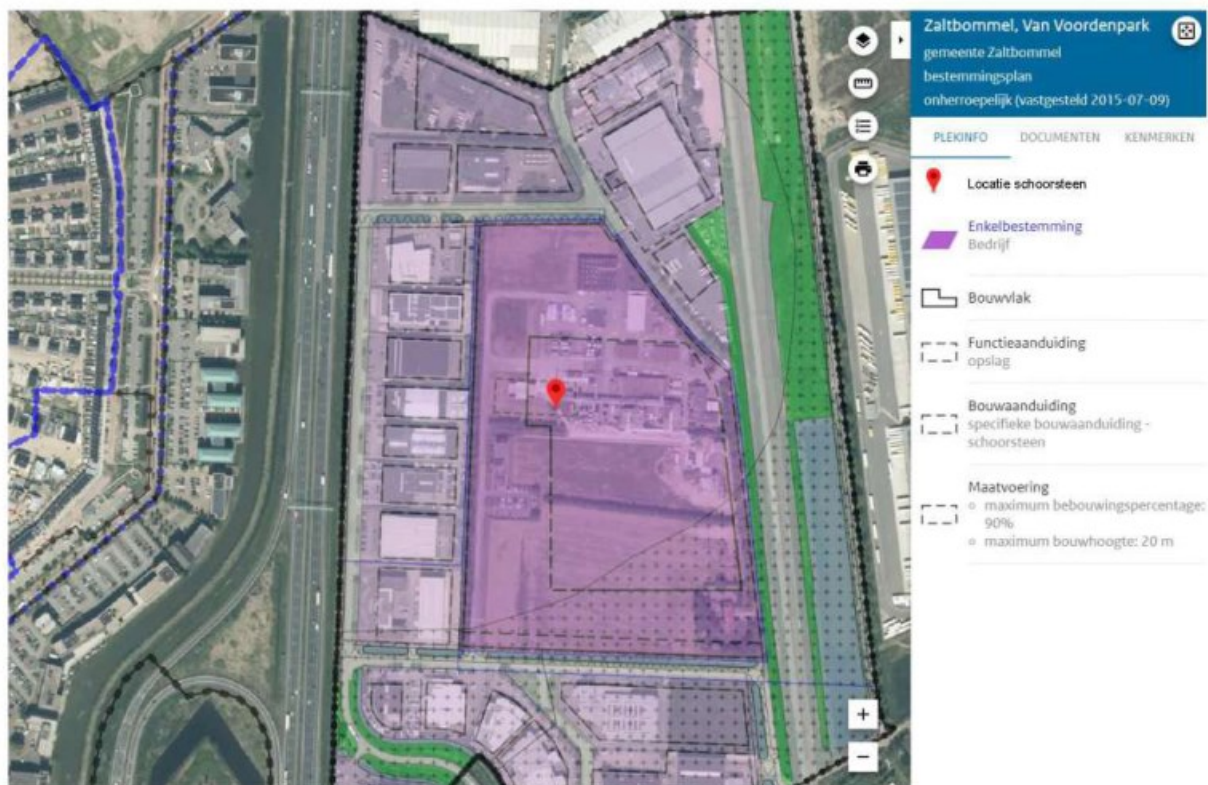 Zaltbommel, Van Voordenpark
gemeente Zaltbommel
bestemmingsplan
onherroepelijk (vastgesteld 2015-07-09)
PLEKINFO DOCUMENTEN KENMERKEN
Locatie schoorsteen
Enkelbestemming
Bedrijf
Bouwvlak
Functieaanduiding
opslag
Bouwaanduiding
specifieke bouwaanduiding -
schoorsteen
Maatvoering
maximum bebouwingspercentage:
90%
maximum bouwhoogte: 20 m